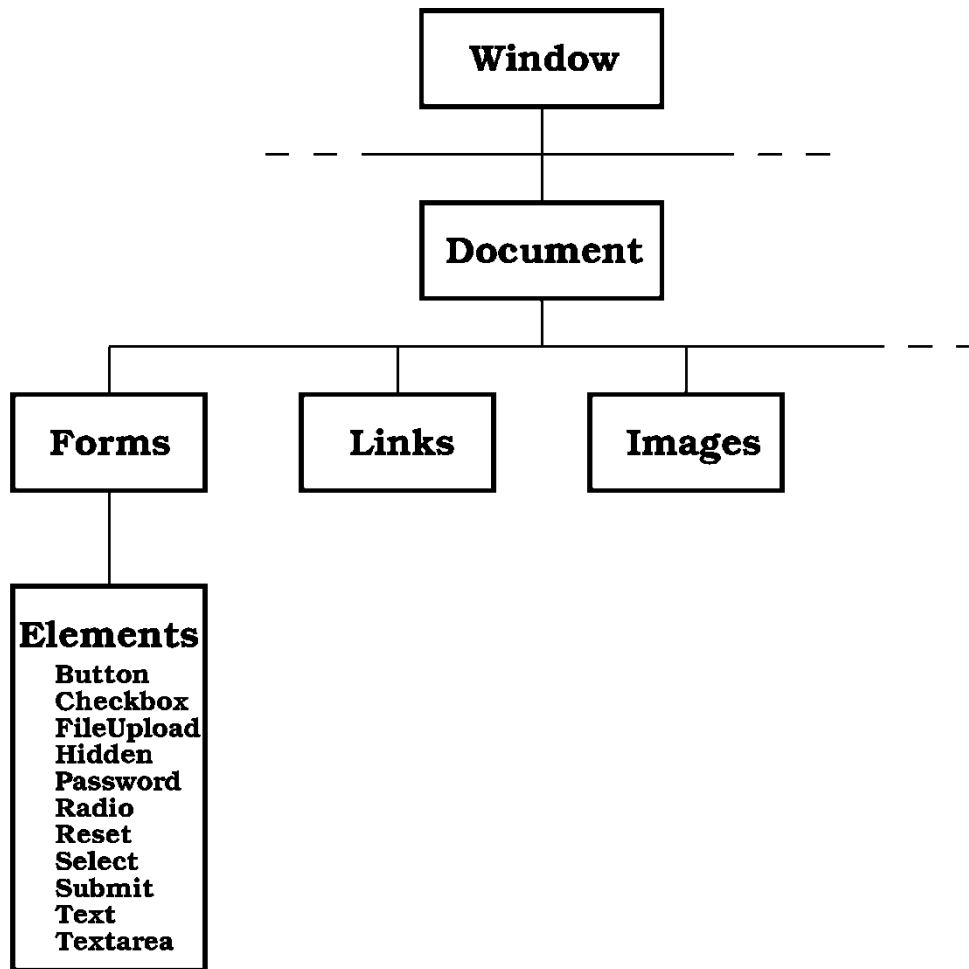 Window
Document
Forms
Links
Images
Elements
Button
Checkbox
FileUpload
Hidden
Password
Radio
Reset
Select
Submit
Text
Textarea